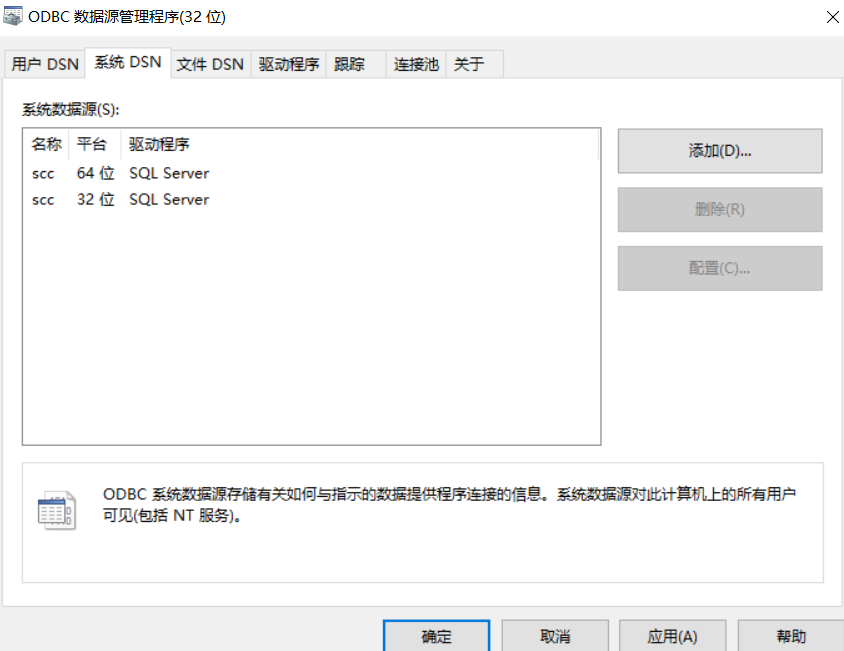 ODBC 数据源管理程序(32 位)
用户 DSN 系统 DSN 文件 DSN 驱动程序 跟踪 连接池 关于
系统数据源(S):
名称 平台 驱动程序
scc 64 位 SQL Server
scc 32 位 SQL Server
添加(D)...
删除(R)
配置(C)...
ODBC 系统数据源存储有关如何与指示的数据提供程序连接的信息。系统数据源对此计算机上的所有用户
可见(包括 NT 服务)。
确定 取消 应用(A) 帮助